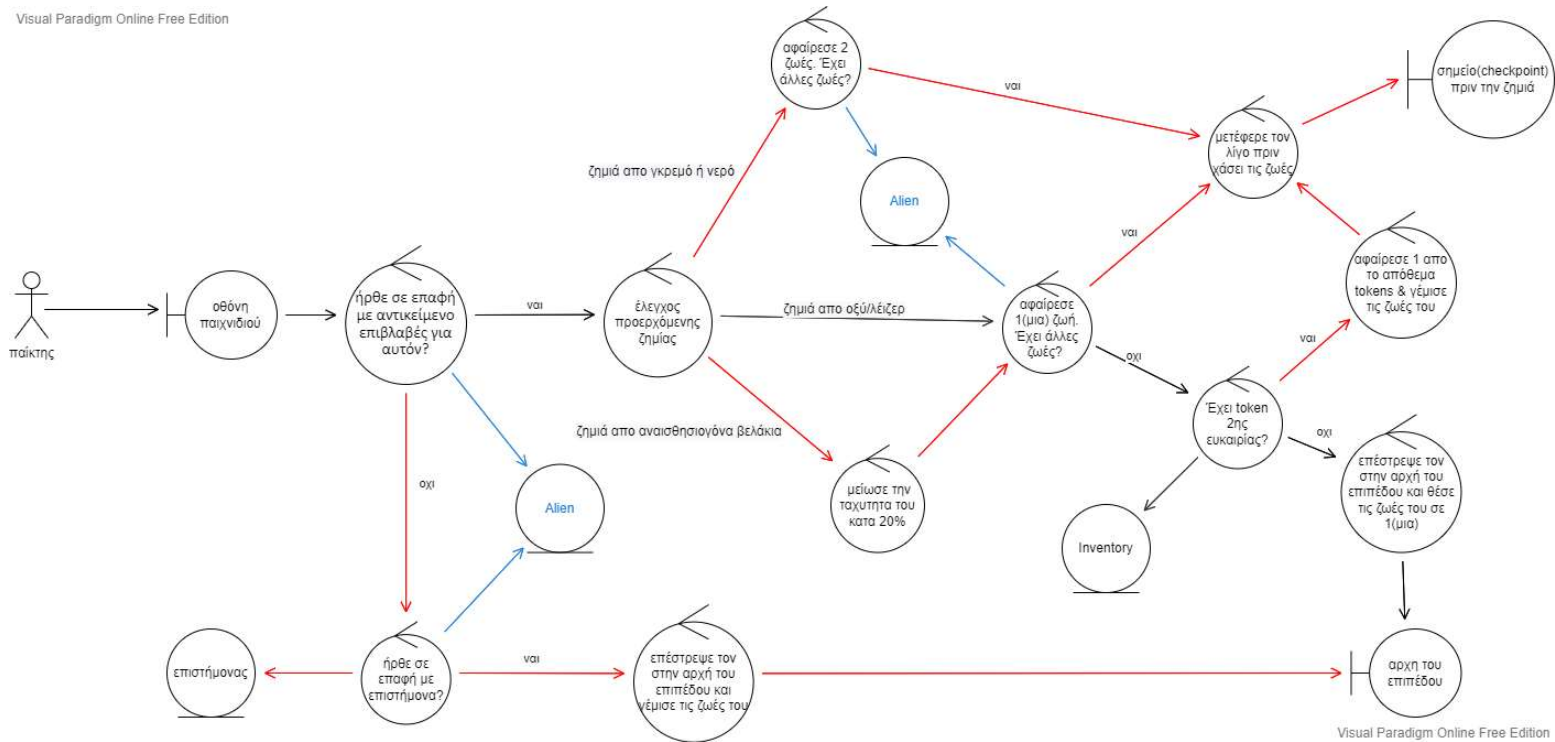 Visual Paradigm Online Free Edition
αφαίρεσε 2
ζωές. Έχει
άλλες ζωές?
ναι
σημείο(checkpoint)
πριν την ζημιά
μετέφερε τον
λίγο πριν
χάσει τις ζωές
ζημιά απο γκρεμό ή νερό
Alien
ναι
αφαίρεσε 1 απο
το απόθεμα
tokens & γέμισε
τις ζωές του
παίκτης
οθόνη
παιχνιδιού
ήρθε σε επαφή
με αντικείμενο
επιβλαβές για
αυτόν?
ναι
έλεγχος
προερχόμενης
ζημίας
ζημιά απο οξύ/λέιζερ
αφαίρεσε
1(μια) ζωή.
Έχει άλλες
ζωές?
ναι
οχι
Έχει token
2ης
ευκαιρίας?
οχι
ζημιά απο αναισθησιογόνα βελάκια
μείωσε την
ταχυτητα του
κατα 20%
επέστρεψε τον
στην αρχή του
επιπέδου και θέσε
τις ζωές του σε
1(μια)
οχι
Alien
Inventory
επιστήμονας
ήρθε σε
επαφή με
επιστήμονα?
ναι
επέστρεψε τον
στην αρχή του
επιπέδου και
γέμισε τις ζωές του
αρχη του
επιπέδου
Visual Paradigm Online Free Edition